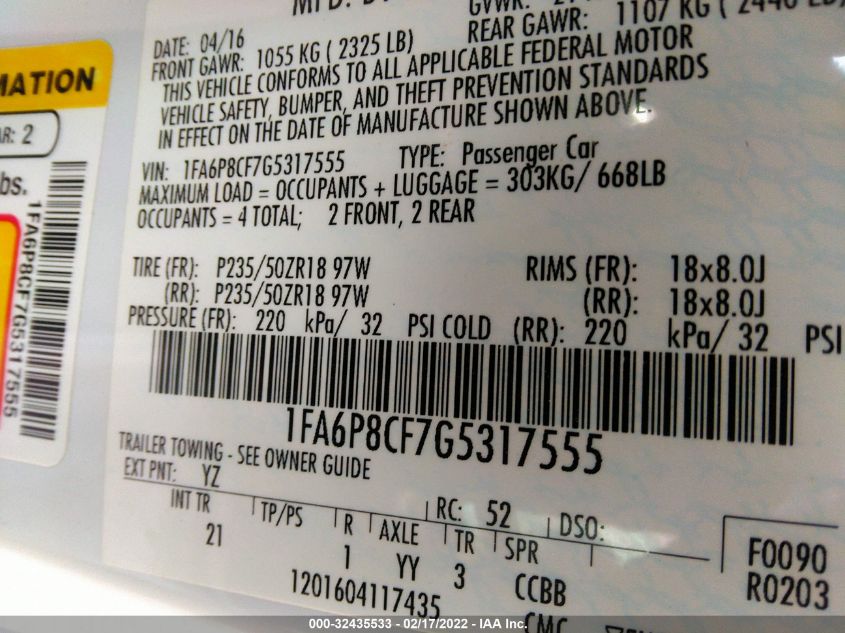 MFD.
GVWR:
DATE: 04/16
REAR GAWR: 1107 KG ( 2440 LB)
FRONT GAWR: 1055 KG ( 2325 LB)
THIS VEHICLE CONFORMS TO ALL APPLICABLE FEDERAL MOTOR
VEHICLE SAFETY, BUMPER, AND THEFT PREVENTION STANDARDS
IN EFFECT ON THE DATE OF MANUFACTURE SHOWN ABOVE.
VIN: 1FA6P8CF7G5317555 TYPE: Passenger Car
MAXIMUM LOAD = OCCUPANTS + LUGGAGE = 303KG/ 668LB
OCCUPANTS = 4 TOTAL; 2 FRONT, 2 REAR
TIRE (FR): P235/50ZR18 97W RIMS (FR): 18x8.0J
(RR): P235/50ZR18 97W (RR): 18x8.0J
PRESSURE (FR): 220 kPa/ 32 PSI COLD (RR): 220 kPa/ 32 PSI
1FA6P8CF7G5317555
TRAILER TOWING - SEE OWNER GUIDE
EXT PNT: YZ RC: 52 DSO:
INT TR TP/PS R AXLE TR SPR
21 1 YY 3 CCBB
F0090
R0203
1201604117435
CMC
MATION
AR: 2
bs.
1FA6P8CF7G5317555
000-32435533 - 02/17/2022 - IAA Inc.